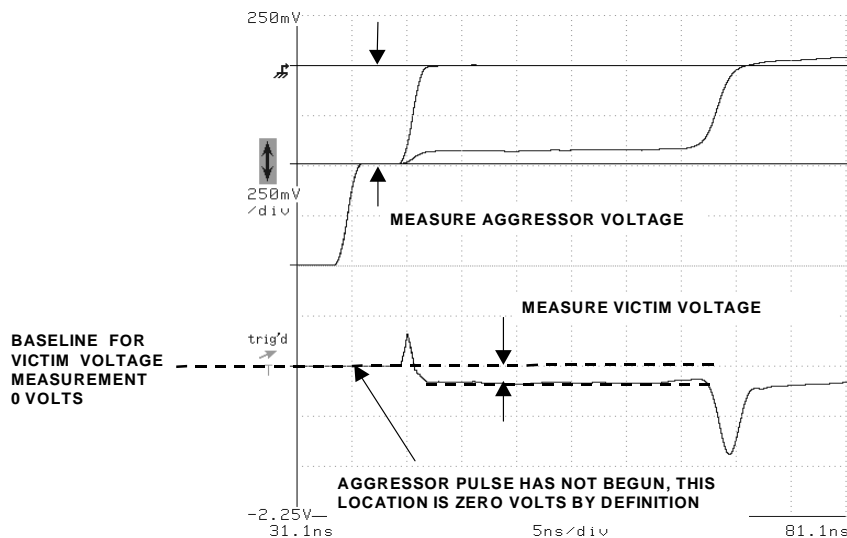 250mV
250mV
/div
MEASURE AGGRESSOR VOLTAGE
MEASURE VICTIM VOLTAGE
trig'd
BASELINE FOR
VICTIM VOLTAGE
MEASUREMENT
0 VOLTS
AGGRESSOR PULSE HAS NOT BEGUN, THIS
LOCATION IS ZERO VOLTS BY DEFINITION
-2.25V
31.1ns
5ns/div
81.1ns